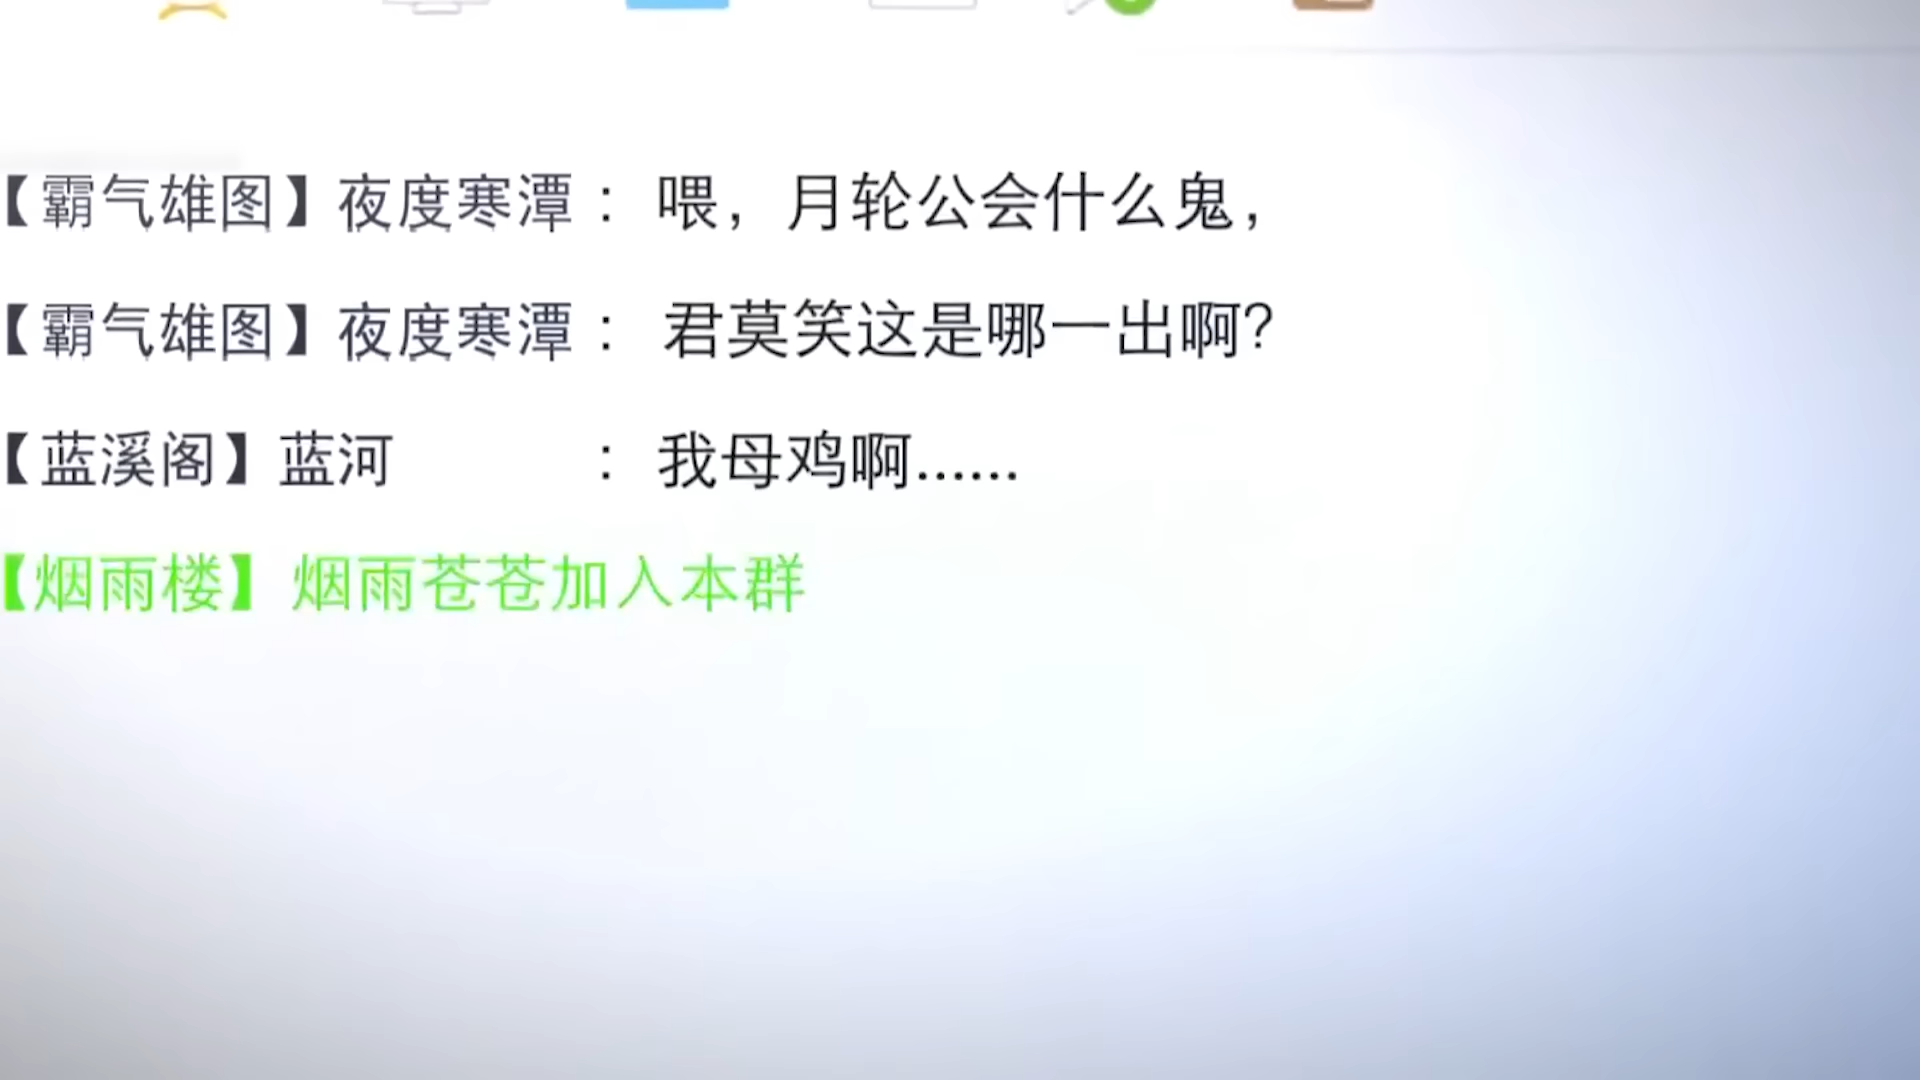 【霸气雄图】夜度寒潭： 喂，月轮公会什么鬼，
【霸气雄图】夜度寒潭： 君莫笑这是哪一出啊？
【蓝溪阁】蓝河 ： 我母鸡啊......
【烟雨楼】烟雨苍苍加入本群